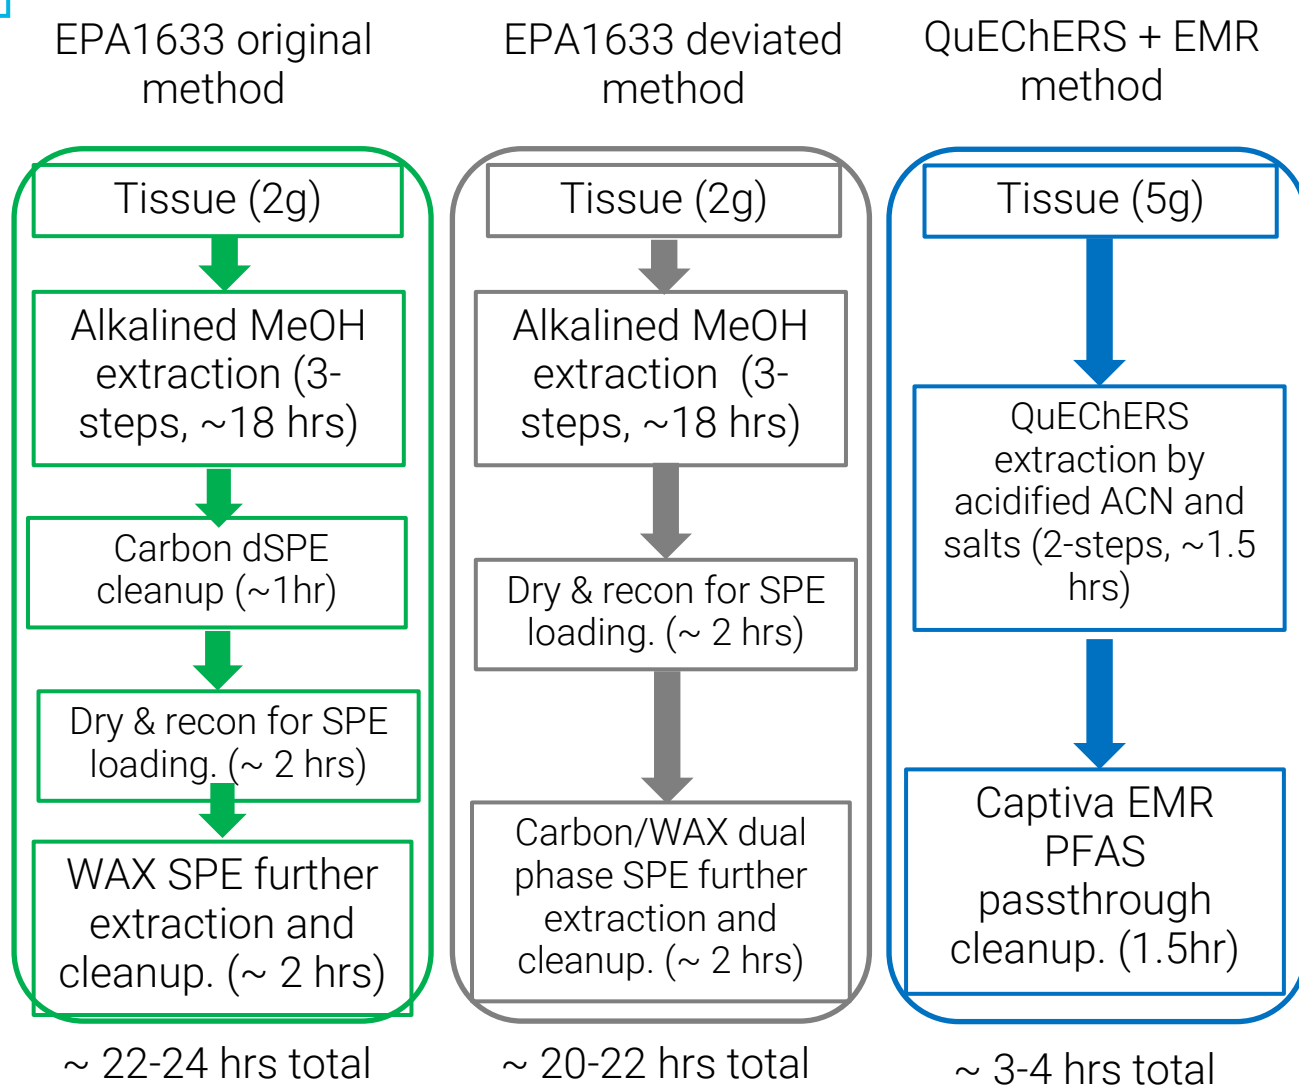 EPA1633 original
method
Tissue (2g)
Alkalined MeOH
extraction (3-
steps, ~18 hrs)
Carbon dSPE
cleanup (~1hr)
Dry & recon for SPE
loading. (~ 2 hrs)
WAX SPE further
extraction and
cleanup. (~ 2 hrs)
~ 22-24 hrs total
EPA1633 deviated
method
Tissue (2g)
Alkalined MeOH
extraction (3-
steps, ~18 hrs)
Dry & recon for SPE
loading. (~ 2 hrs)
Carbon/WAX dual
phase SPE further
extraction and
cleanup. (~ 2 hrs)
~ 20-22 hrs total
QuEChERS + EMR
method
Tissue (5g)
QuEChERS
extraction by
acidified ACN and
salts (2-steps, ~1.5
hrs)
Captiva EMR
PFAS
passthrough
cleanup. (1.5hr)
~ 3-4 hrs total